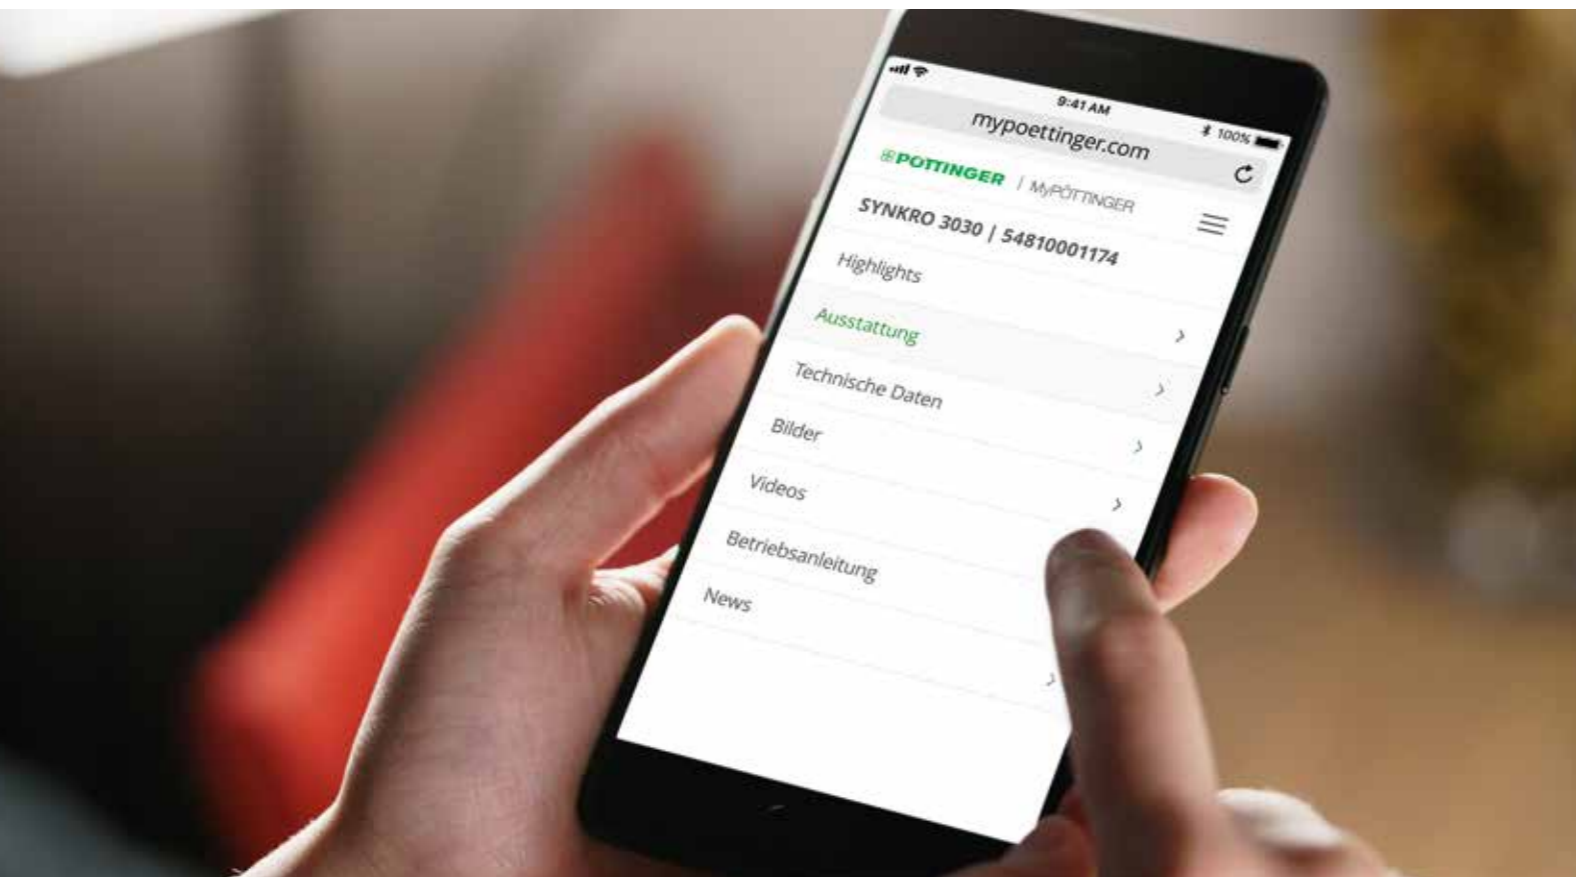 9:41 AM
100%
mypoettinger.com
PÖTTINGER | MyPÖTTINGER
SYNKRO 3030 | 54810001174
Highlights
Ausstattung
Technische Daten
Bilder
Videos
Betriebsanleitung
News